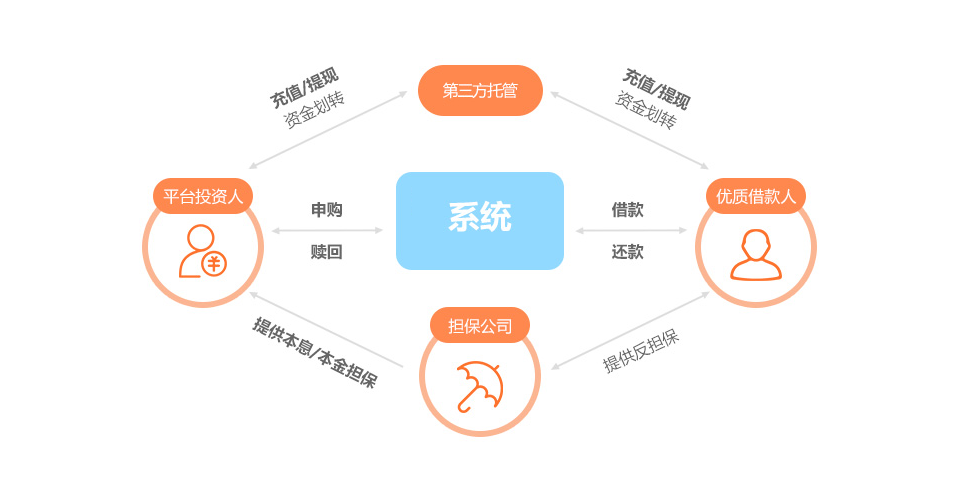 充值/提现
资金划转
第三方托管
充值/提现
资金划转
平台投资人
申购
赎回
系统
借款
还款
优质借款人
提供本息/本金担保
担保公司
提供反担保